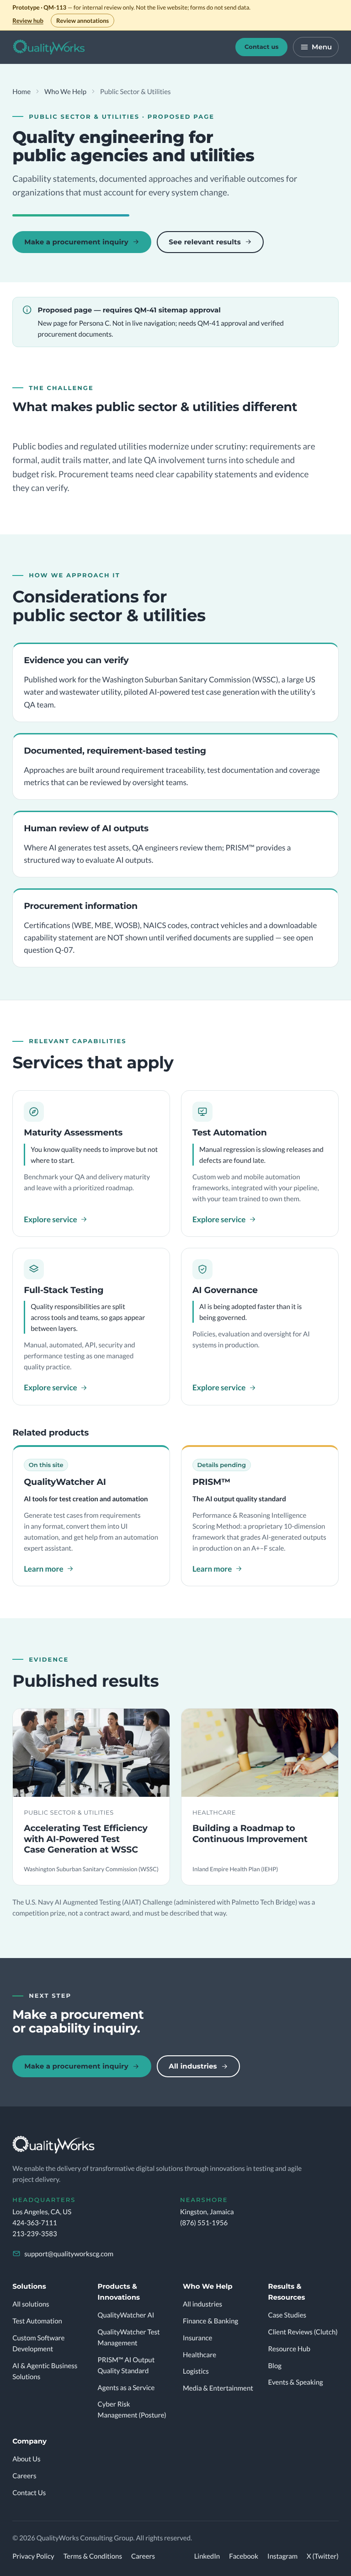 Prototype · QM-113 — for internal review only. Not the live website; forms do not send data.
Review hub
Review annotations
QualityWorks
Contact us
Menu
Home > Who We Help > Public Sector & Utilities
PUBLIC SECTOR & UTILITIES · PROPOSED PAGE
Quality engineering for
public agencies and utilities
Capability statements, documented approaches and verifiable outcomes for
organizations that must account for every system change.
Make a procurement inquiry →
See relevant results →
Proposed page — requires QM-41 sitemap approval
New page for Persona C. Not in live navigation; needs QM-41 approval and verified
procurement documents.
THE CHALLENGE
What makes public sector & utilities different
Public bodies and regulated utilities modernize under scrutiny: requirements are
formal, audit trails matter, and late QA involvement turns into schedule and
budget risk. Procurement teams need clear capability statements and evidence
they can verify.
HOW WE APPROACH IT
Considerations for
public sector & utilities
Evidence you can verify
Published work for the Washington Suburban Sanitary Commission (WSSC), a large US
water and wastewater utility, piloted AI-powered test case generation with the utility's
QA team.
Documented, requirement-based testing
Approaches are built around requirement traceability, test documentation and coverage
metrics that can be reviewed by oversight teams.
Human review of AI outputs
Where AI generates test assets, QA engineers review them; PRISM™ provides a
structured way to evaluate AI outputs.
Procurement information
Certifications (WBE, MBE, WOSB), NAICS codes, contract vehicles and a downloadable
capability statement are NOT shown until verified documents are supplied — see open
question Q-07.
RELEVANT CAPABILITIES
Services that apply
Maturity Assessments
You know quality needs to improve but not
where to start.
Benchmark your QA and delivery maturity
and leave with a prioritized roadmap.
Explore service →
Test Automation
Manual regression is slowing releases and
defects are found late.
Custom web and mobile automation
frameworks, integrated with your pipeline,
with your team trained to own them.
Explore service →
Full-Stack Testing
Quality responsibilities are split
across tools and teams, so gaps appear
between layers.
Manual, automated, API, security and
performance testing as one managed
quality practice.
Explore service →
AI Governance
AI is being adopted faster than it is
being governed.
Policies, evaluation and oversight for AI
systems in production.
Explore service →
Related products
On this site
QualityWatcher AI
AI tools for test creation and automation
Generate test cases from requirements
in any format, convert them into UI
automation, and get help from an automation
expert assistant.
Learn more →
Details pending
PRISM™
The AI output quality standard
Performance & Reasoning Intelligence
Scoring Method: a proprietary 10-dimension
framework that grades AI-generated outputs
in production on an A+–F scale.
Learn more →
EVIDENCE
Published results
PUBLIC SECTOR & UTILITIES
Accelerating Test Efficiency
with AI-Powered Test
Case Generation at WSSC
Washington Suburban Sanitary Commission (WSSC)
HEALTHCARE
Building a Roadmap to
Continuous Improvement
Inland Empire Health Plan (IEHP)
The U.S. Navy AI Augmented Testing (AIAT) Challenge (administered with Palmetto Tech Bridge) was a
competition prize, not a contract award, and must be described that way.
NEXT STEP
Make a procurement
or capability inquiry.
Make a procurement inquiry →
All industries →
QualityWorks
We enable the delivery of transformative digital solutions through innovations in testing and agile
project delivery.
HEADQUARTERS
Los Angeles, CA, US
424-363-7111
213-239-3583
NEARSHORE
Kingston, Jamaica
(876) 551-1956
support@qualityworkscg.com
Solutions
All solutions
Test Automation
Custom Software
Development
AI & Agentic Business
Solutions
Products &
Innovations
QualityWatcher AI
QualityWatcher Test
Management
PRISM™ AI Output
Quality Standard
Agents as a Service
Cyber Risk
Management (Posture)
Who We Help
All industries
Finance & Banking
Insurance
Healthcare
Logistics
Media & Entertainment
Results &
Resources
Case Studies
Client Reviews (Clutch)
Resource Hub
Blog
Events & Speaking
Company
About Us
Careers
Contact Us
© 2026 QualityWorks Consulting Group. All rights reserved.
Privacy Policy
Terms & Conditions
Careers
LinkedIn
Facebook
Instagram
X (Twitter)